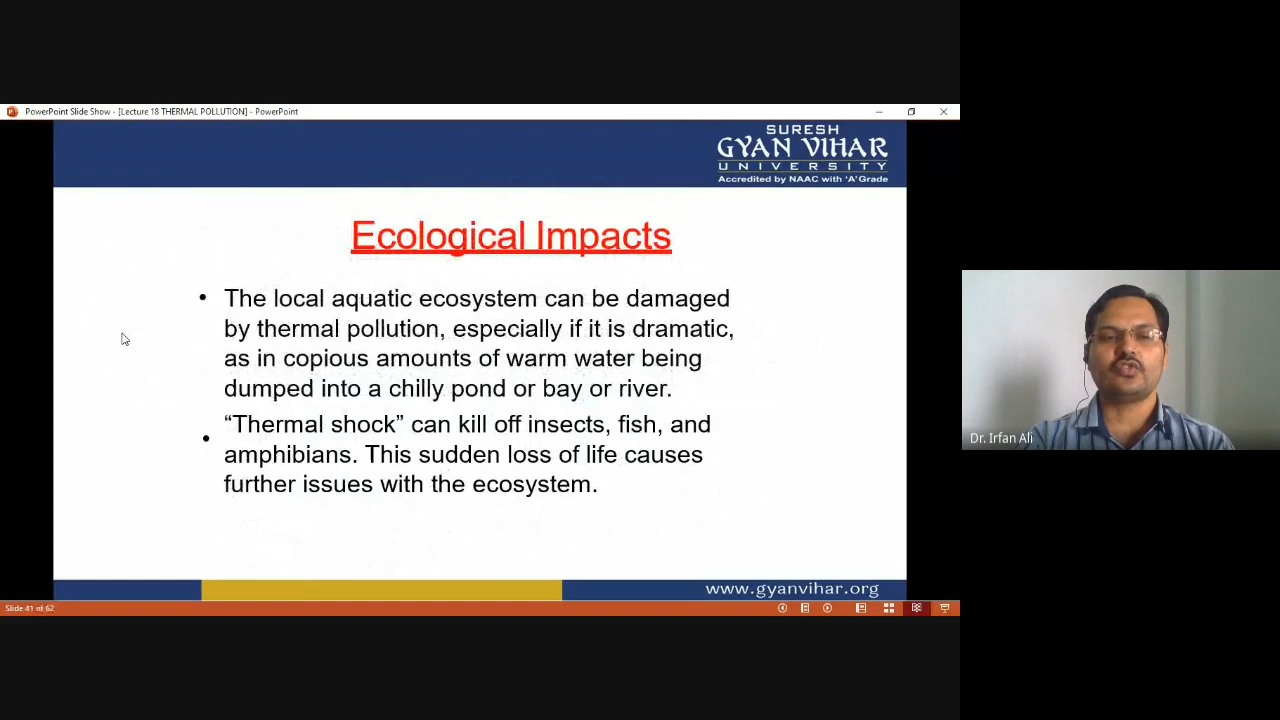 PowerPoint Slide Show - [Lecture 18 THERMAL POLLUTION] - PowerPoint
SURESH
GYAN VIHAR
UNIVERSITY
Accredited by NAAC with 'A' Grade
Ecological Impacts
• The local aquatic ecosystem can be damaged
by thermal pollution, especially if it is dramatic,
as in copious amounts of warm water being
dumped into a chilly pond or bay or river.
• “Thermal shock” can kill off insects, fish, and
amphibians. This sudden loss of life causes
further issues with the ecosystem.
Dr. Irfan Ali
www.gyanvihar.org
Slide 41 of 62